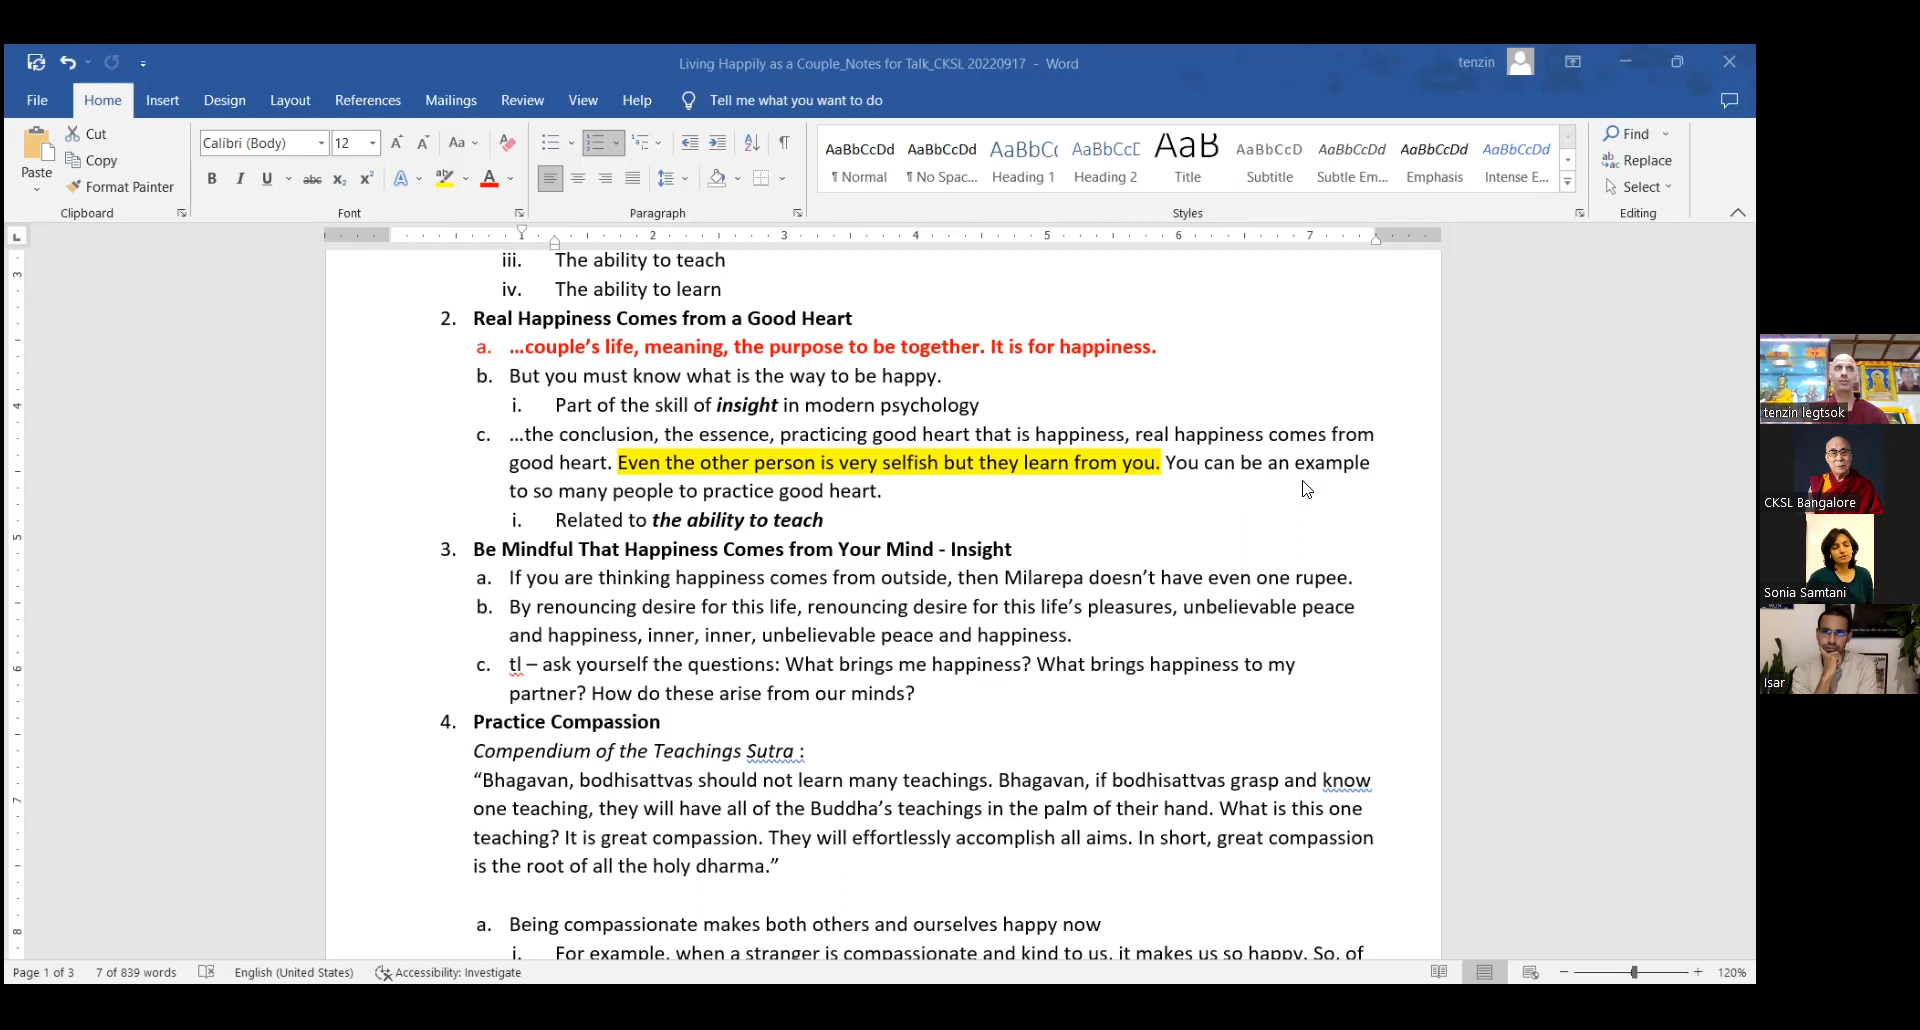 Living Happily as a Couple_Notes for Talk_CKSL 20220917 - Word
tenzin
File Home Insert Design Layout References Mailings Review View Help Tell me what you want to do
Paste
Cut
Copy
Format Painter
Clipboard
Calibri (Body) 12
Font
Paragraph
AaBbCcDd AaBbCcDd AaBbC( AaBbCcC AaB AaBbCcD AaBbCcDd AaBbCcDd AaBbCcDd
¶ Normal ¶ No Spac... Heading 1 Heading 2 Title Subtitle Subtle Em... Emphasis Intense E...
Styles
Find
Replace
Select
Editing
1 2 3 4 5 6 7
iii. The ability to teach
iv. The ability to learn
2. Real Happiness Comes from a Good Heart
a. …couple’s life, meaning, the purpose to be together. It is for happiness.
b. But you must know what is the way to be happy.
i. Part of the skill of insight in modern psychology
c. …the conclusion, the essence, practicing good heart that is happiness, real happiness comes from
good heart. Even the other person is very selfish but they learn from you. You can be an example
to so many people to practice good heart.
i. Related to the ability to teach
3. Be Mindful That Happiness Comes from Your Mind - Insight
a. If you are thinking happiness comes from outside, then Milarepa doesn’t have even one rupee.
b. By renouncing desire for this life, renouncing desire for this life’s pleasures, unbelievable peace
and happiness, inner, inner, unbelievable peace and happiness.
c. tl – ask yourself the questions: What brings me happiness? What brings happiness to my
partner? How do these arise from our minds?
4. Practice Compassion
Compendium of the Teachings Sutra :
“Bhagavan, bodhisattvas should not learn many teachings. Bhagavan, if bodhisattvas grasp and know
one teaching, they will have all of the Buddha’s teachings in the palm of their hand. What is this one
teaching? It is great compassion. They will effortlessly accomplish all aims. In short, great compassion
is the root of all the holy dharma.”
a. Being compassionate makes both others and ourselves happy now
i. For example, when a stranger is compassionate and kind to us, it makes us so happy. So, of
Page 1 of 3 7 of 839 words English (United States) Accessibility: Investigate 120%
tenzin legtsok
CKSL Bangalore
Sonia Samtani
Isar